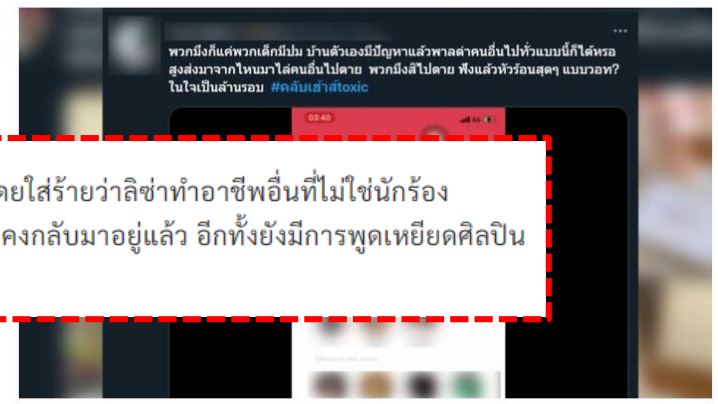 พวกมึงก็แค่พวกเด็กมีปม บ้านตัวเองมีปัญหาแล้วพาลด่าคนอื่นไปทั่วแบบนี้ก็ได้หรอ
สูงส่งมาจากไหนมาไล่คนอื่นไปตาย พวกมึงสิไปตาย ฟังแล้วหัวร้อนสุดๆ แบบวอท?
ในใจเป็นล้านรอบ #คลับเฮ้าส์toxic
03:40
4G
ดยใส่ร้ายว่าลิซ่าทำอาชีพอื่นที่ไม่ใช่นักร้อง
คงกลับมาอยู่แล้ว อีกทั้งยังมีการพูดเหยียดศิลปิน